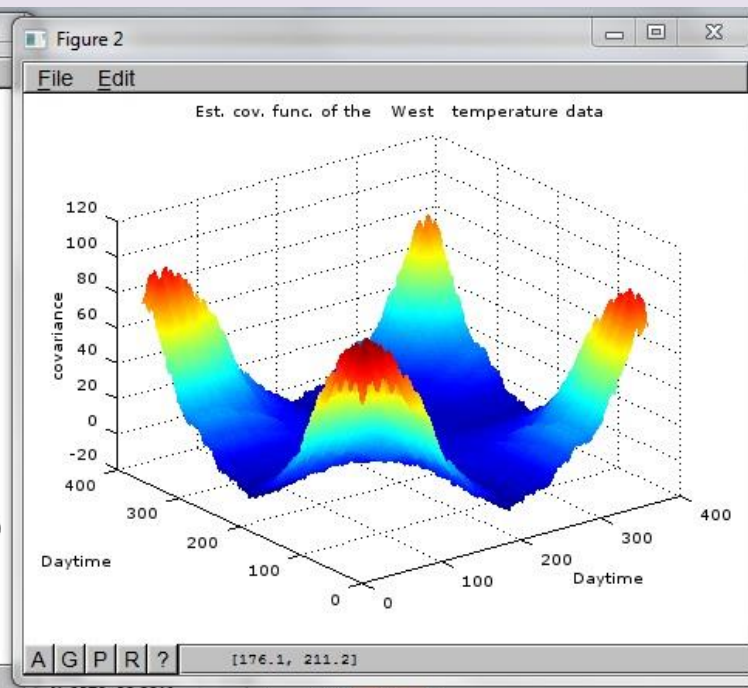 Figure 2
File Edit
Est. cov. func. of the West temperature data
120
100
80
60
40
20
0
-20
covariance
400
300
200
100
0
Daytime
0
100
200
300
400
Daytime
A G P R ?
[176.1, 211.2]